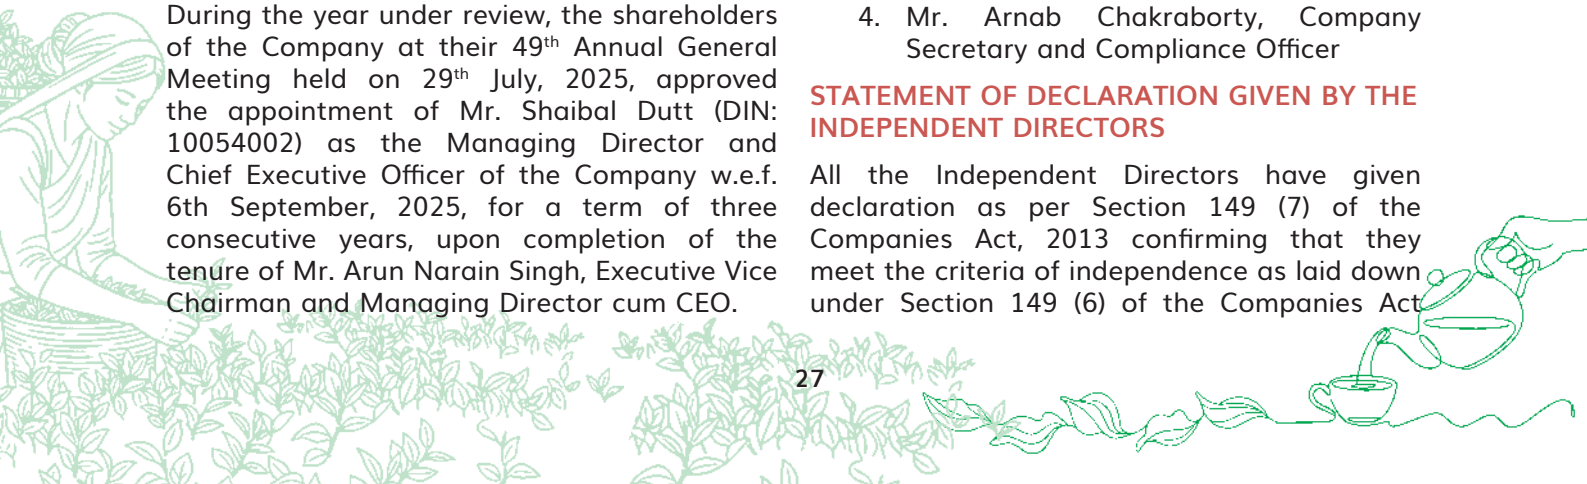 During the year under review, the shareholders
of the Company at their 49th Annual General
Meeting held on 29th July, 2025, approved
the appointment of Mr. Shaibal Dutt (DIN:
10054002) as the Managing Director and
Chief Executive Officer of the Company w.e.f.
6th September, 2025, for a term of three
consecutive years, upon completion of the
tenure of Mr. Arun Narain Singh, Executive Vice
Chairman and Managing Director cum CEO.
4. Mr. Arnab Chakraborty, Company
Secretary and Compliance Officer
STATEMENT OF DECLARATION GIVEN BY THE
INDEPENDENT DIRECTORS
All the Independent Directors have given
declaration as per Section 149 (7) of the
Companies Act, 2013 confirming that they
meet the criteria of independence as laid down
under Section 149 (6) of the Companies Act
27